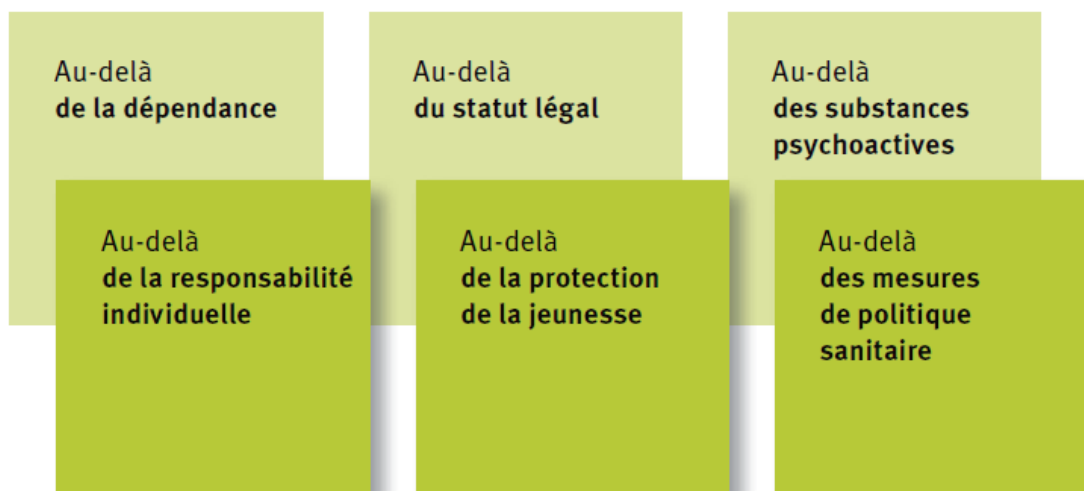 Au-delà
de la dépendance
Au-delà
du statut légal
Au-delà
des substances
psychoactives
Au-delà
de la responsabilité
individuelle
Au-delà
de la protection
de la jeunesse
Au-delà
des mesures
de politique
sanitaire